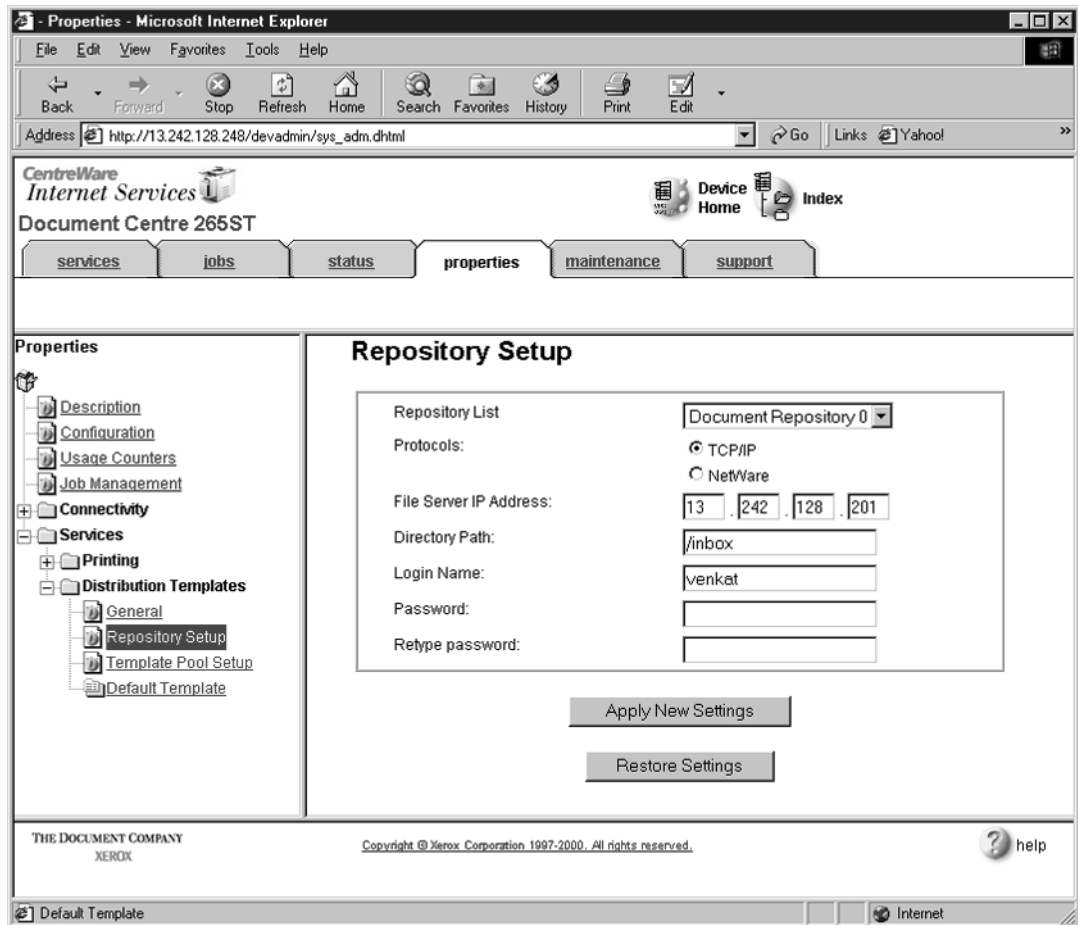 - Properties - Microsoft Internet Explorer
File Edit View Favorites Tools Help
Back Forward Stop Refresh Home Search Favorites History Print Edit
Address http://13.242.128.248/devadmin/sys_adm.dhtml Go Links Yahoo! »
CentreWare
Internet Services
Device Home Index
Document Centre 265ST
services jobs status properties maintenance support
Properties
Description
Configuration
Usage Counters
Job Management
Connectivity
Services
Printing
Distribution Templates
General
Repository Setup
Template Pool Setup
Default Template
Repository Setup
Repository List Document Repository 0
Protocols: TCP/IP
NetWare
File Server IP Address: 13 . 242 . 128 . 201
Directory Path: /inbox
Login Name: venkat
Password:
Retype password:
Apply New Settings
Restore Settings
THE DOCUMENT COMPANY
XEROX
Copyright © Xerox Corporation 1997-2000. All rights reserved.
? help
Default Template Internet